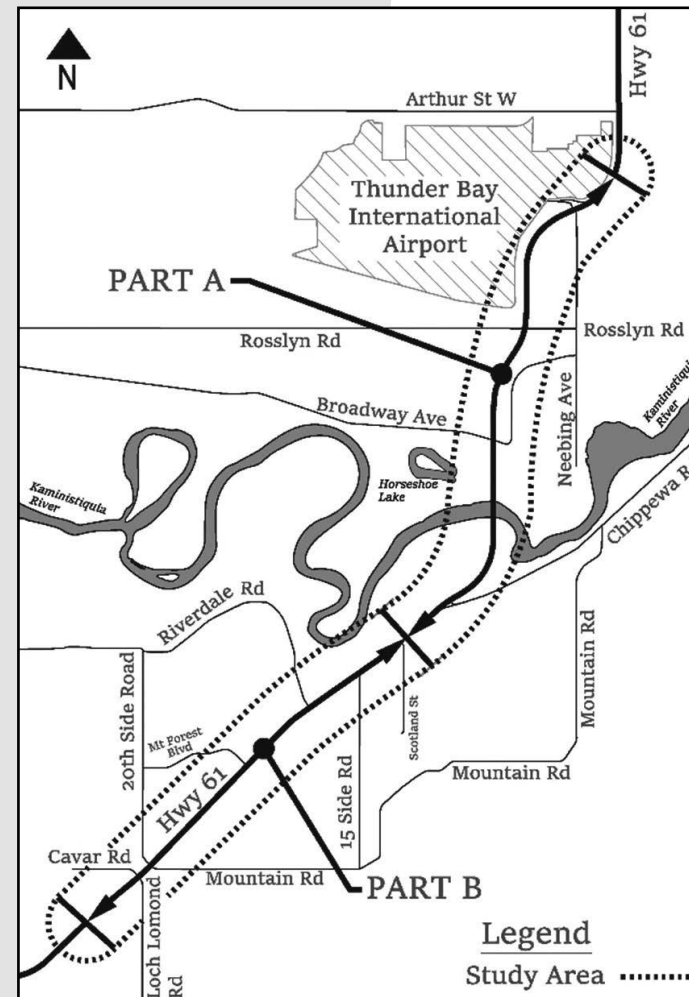 N
Hwy 61
Arthur St W
Thunder Bay
International
Airport
PART A
Rosslyn Rd
Rosslyn Rd
Broadway Ave
Neebing Ave
Kaministiquia
River
Horseshoe
Lake
Kaministiquia
River
Chippewa R
Riverdale Rd
20th Side Road
Mt Forest
Blvd
Hwy 61
Scotland St
15 Side Rd
Mountain Rd
Mountain Rd
Cavar Rd
Mountain Rd
PART B
Loch Lomond
Rd
Legend
Study Area